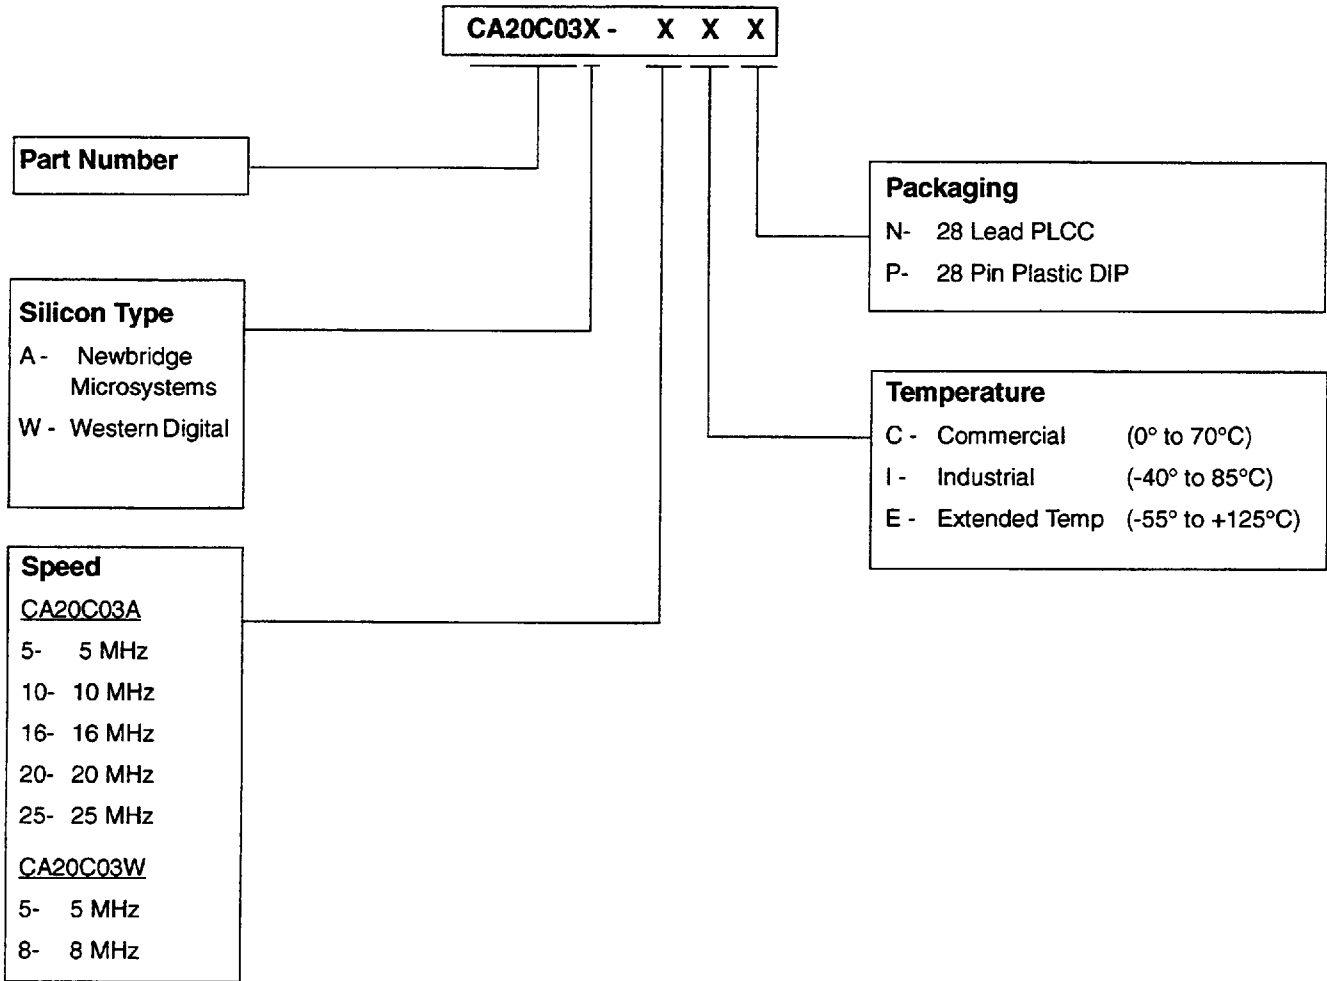 CA20C03X - X X X
Part Number
Silicon Type
A - Newbridge
Microsystems
W - Western Digital
Speed
CA20C03A
5- 5 MHz
10- 10 MHz
16- 16 MHz
20- 20 MHz
25- 25 MHz
CA20C03W
5- 5 MHz
8- 8 MHz
Packaging
N- 28 Lead PLCC
P- 28 Pin Plastic DIP
Temperature
C - Commercial (0° to 70°C)
I - Industrial (-40° to 85°C)
E - Extended Temp (-55° to +125°C)